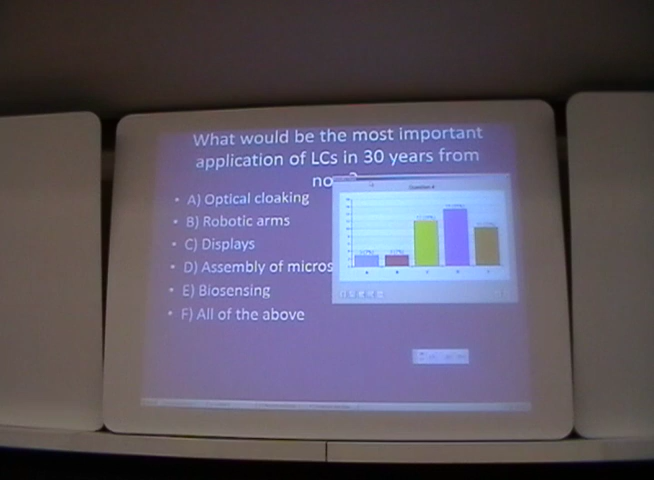 What would be the most important
application of LCs in 30 years from
• A) Optical cloaking
• B) Robotic arms
• C) Displays
• D) Assembly of micros
• E) Biosensing
• F) All of the above